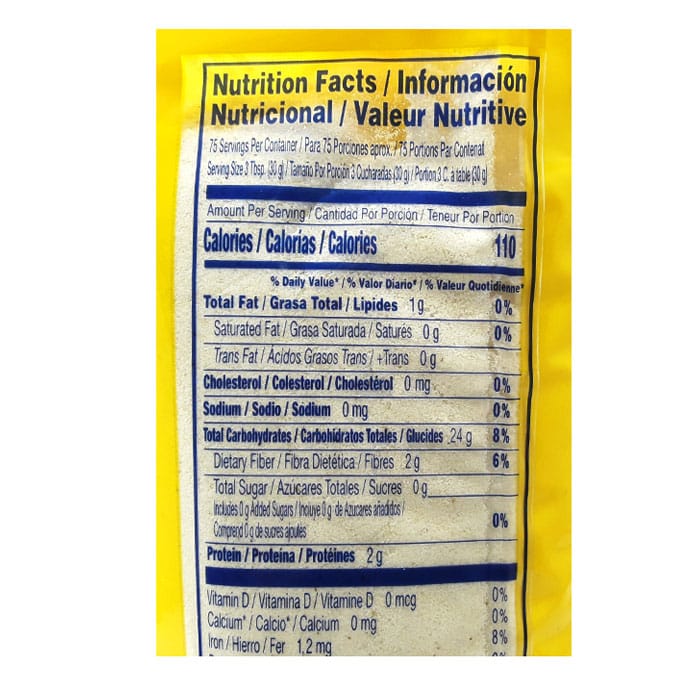 Nutrition Facts / Información
Nutricional / Valeur Nutritive
75 Servings Per Container / Para 75 Porciones aprox. / 75 Portions Par Contenat
Serving Size 3 Tbsp. (30 g) / Tamaño Por Porción 3 Cucharadas (30 g) / Portion 3 C. a table (30 g)
Amount Per Serving / Cantidad Por Porción / Teneur Por Portion
Calories / Calorías / Calories 110
% Daily Value* / % Valor Diario* / % Valeur Quotidienne*
Total Fat / Grasa Total / Lipides 1g 0%
Saturated Fat / Grasa Saturada / Saturés 0 g 0%
Trans Fat / Ácidos Grasos Trans / +Trans 0 g
Cholesterol / Colesterol / Cholestérol 0 mg 0%
Sodium / Sodio / Sodium 0 mg 0%
Total Carbohydrates / Carbohidratos Totales / Glucides 24 g 8%
Dietary Fiber / Fibra Dietética / Fibres 2 g 6%
Total Sugar / Azúcares Totales / Sucres 0 g
Includes 0 g Added Sugars / Incluye 0 g de Azucares añadidos /
Comprend 0 g de sucres ajoules 0%
Protein / Proteina / Protéines 2 g
Vitamin D / Vitamina D / Vitamine D 0 mcg 0%
Calcium* / Calcio* / Calcium 0 mg 0%
Iron / Hierro / Fer 1,2 mg 8%